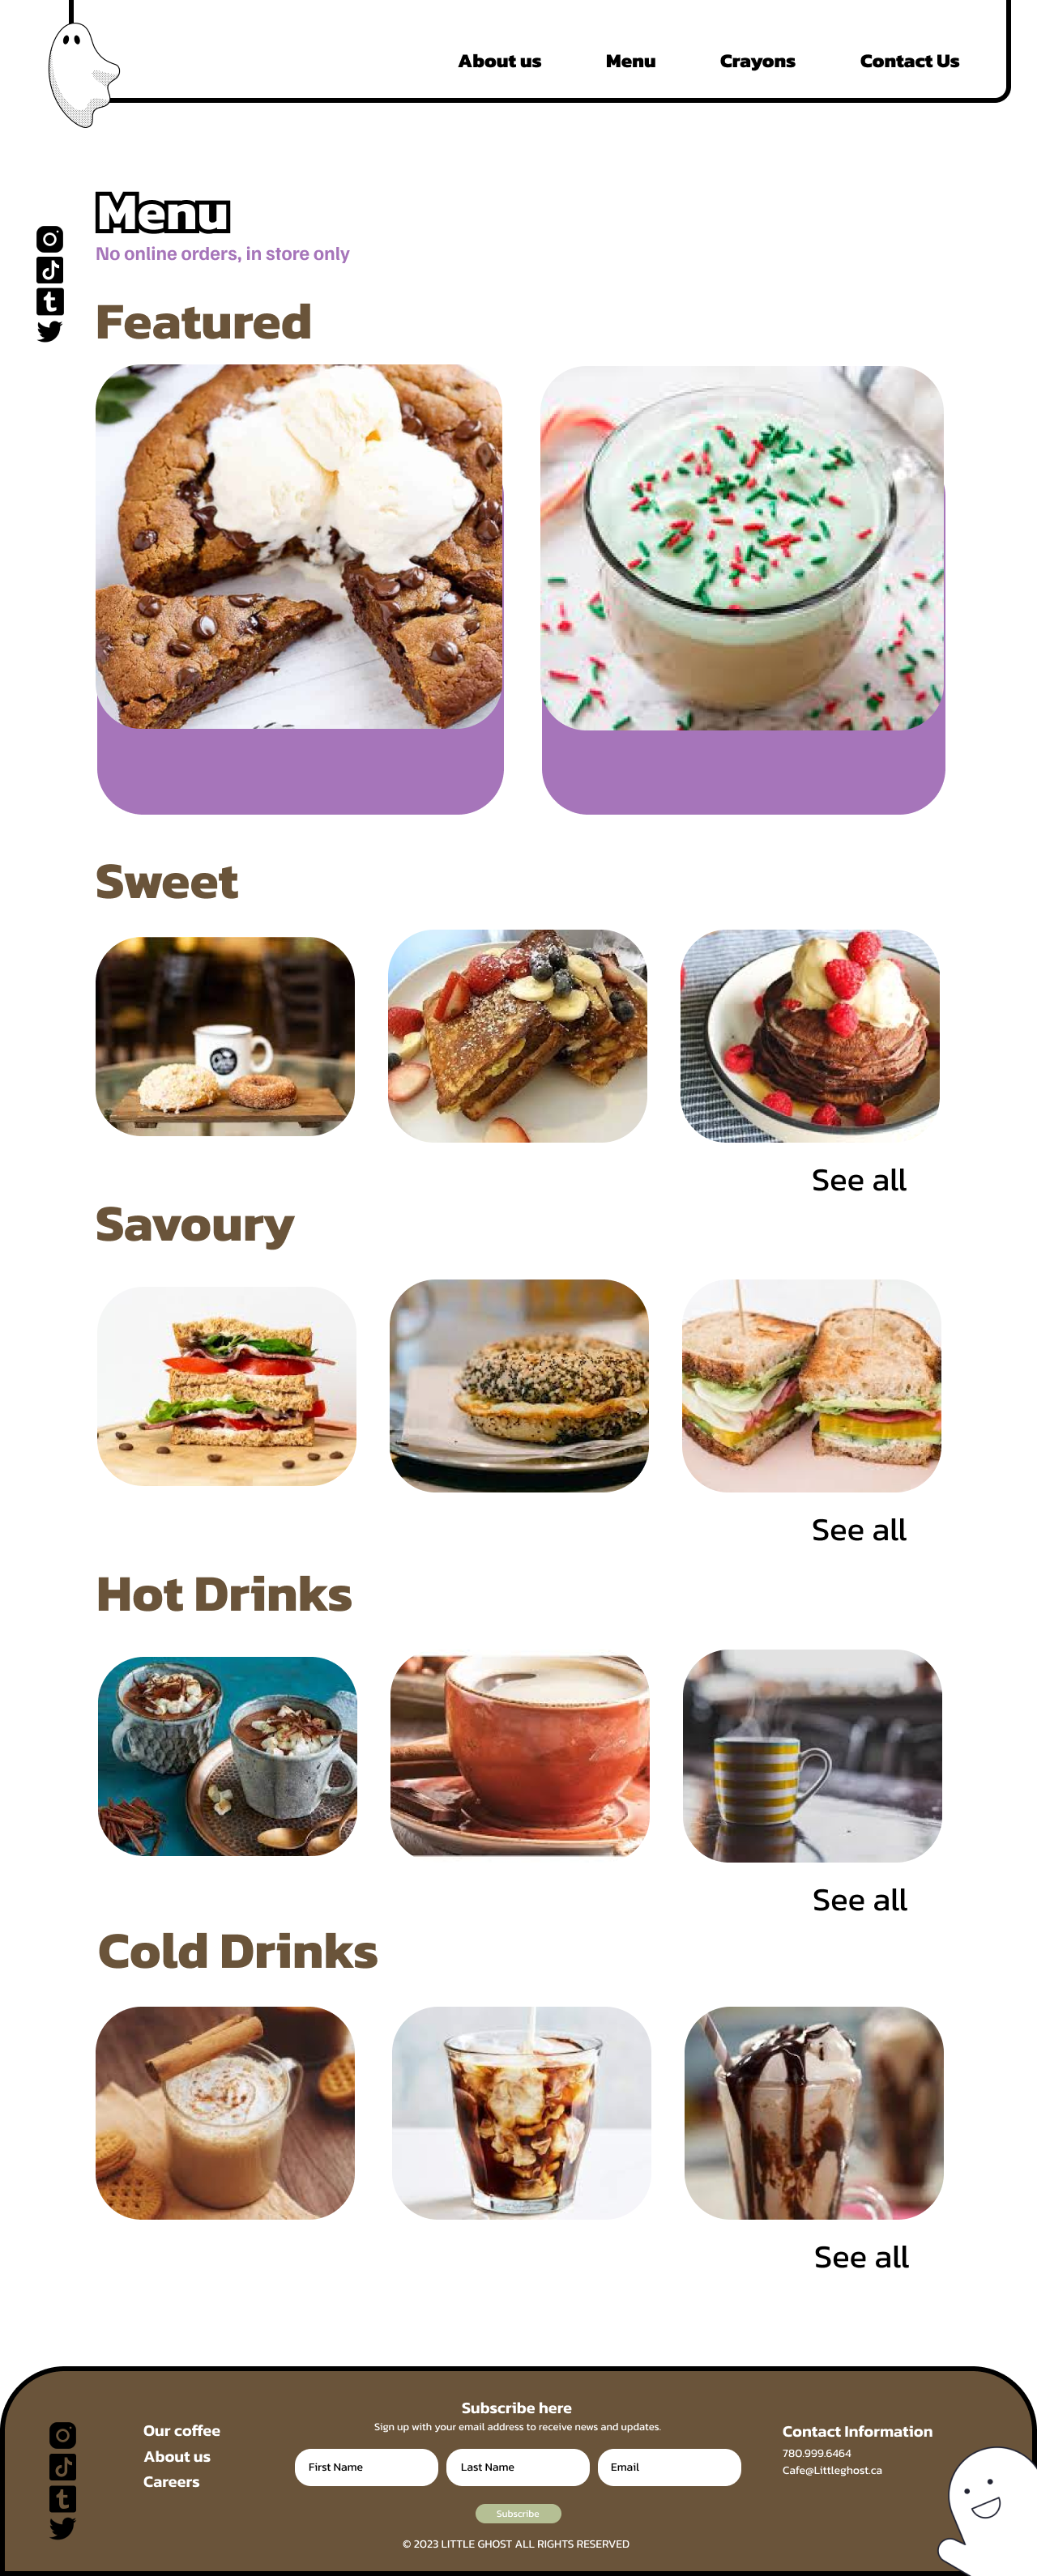 About us
Menu
Crayons
Contact Us
Menu
No online orders, in store only
Featured
Sweet
See all
Savoury
See all
Hot Drinks
See all
Cold Drinks
See all
Our coffee
About us
Careers
Subscribe here
Sign up with your email address to receive news and updates.
First Name
Last Name
Email
Subscribe
© 2023 LITTLE GHOST ALL RIGHTS RESERVED
Contact Information
780.999.6464
Cafe@Littleghost.ca